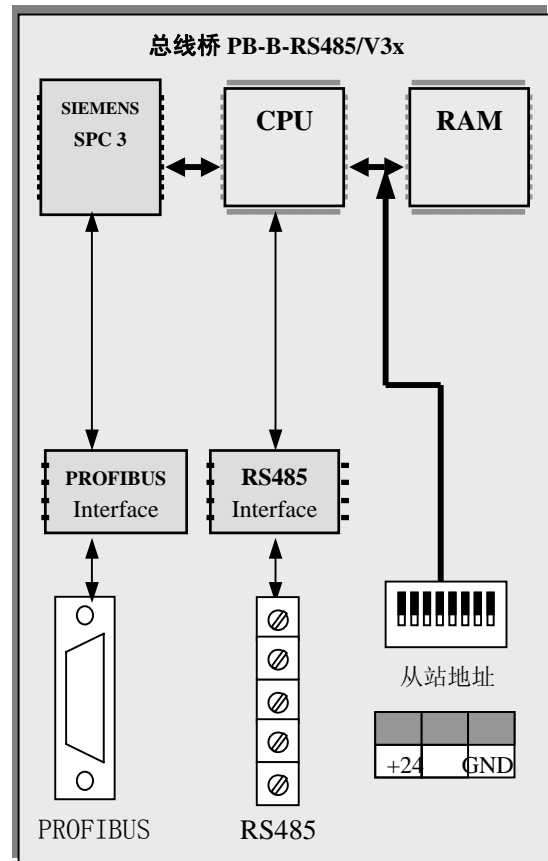 总线桥 PB-B-RS485/V3x
SIEMENS
SPC 3
CPU
RAM
PROFIBUS
Interface
RS485
Interface
从站地址
+24 GND
PROFIBUS
RS485